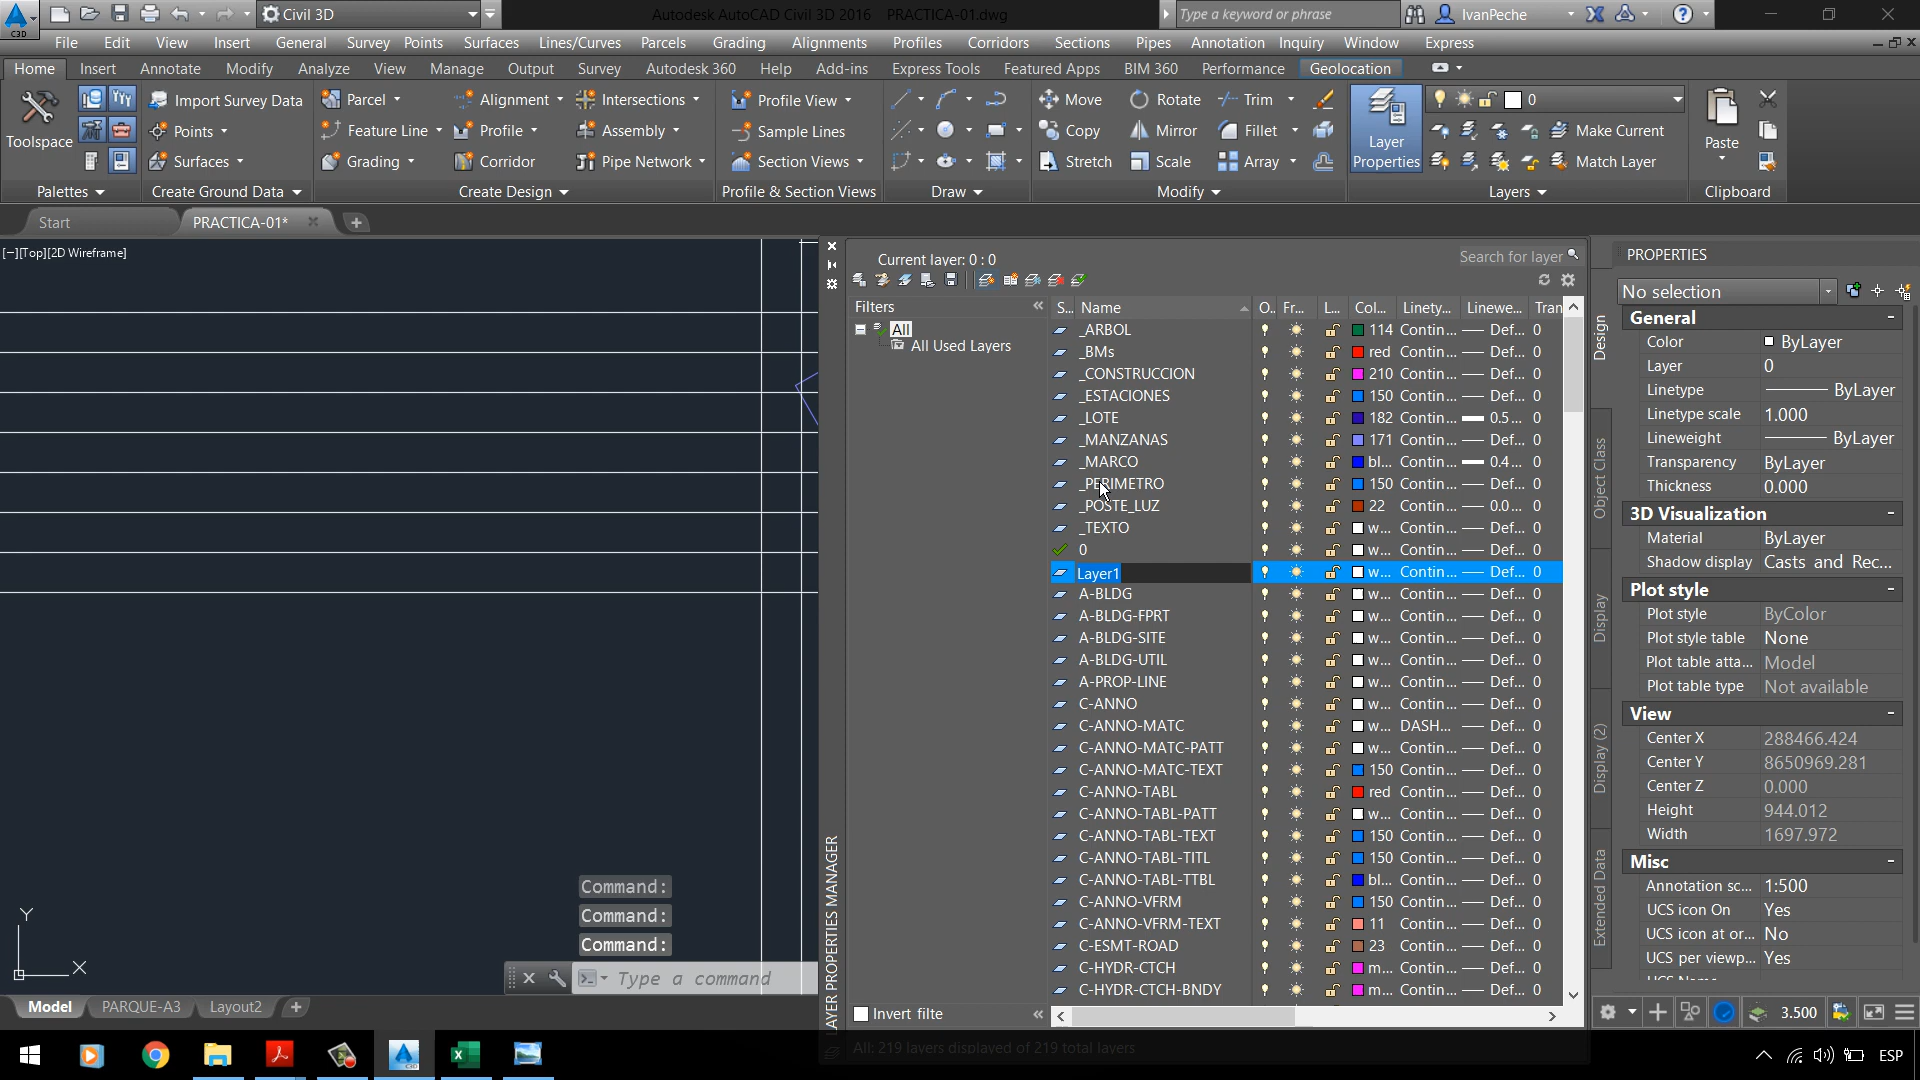 C3D
Civil 3D
Autodesk AutoCAD Civil 3D 2016 PRACTICA-01.dwg
Type a keyword or phrase
IvanPeche
File Edit View Insert General Survey Points Surfaces Lines/Curves Parcels Grading Alignments Profiles Corridors Sections Pipes Annotation Inquiry Window Express
Home Insert Annotate Modify Analyze View Manage Output Survey Autodesk 360 Help Add-ins Express Tools Featured Apps BIM 360 Performance Geolocation
Import Survey Data Parcel Alignment Intersections Profile View Move Rotate Trim 0
Toolspace Points Feature Line Profile Assembly Sample Lines Copy Mirror Fillet Layer Properties Make Current Paste
Surfaces Grading Corridor Pipe Network Section Views Stretch Scale Array Match Layer
Palettes Create Ground Data Create Design Profile & Section Views Draw Modify Layers Clipboard
Start PRACTICA-01*
[−][Top][2D Wireframe]
Current layer: 0 : 0
Search for layer
Filters
All
All Used Layers
S.. Name O. Fr... L... Col... Linety... Linewe... Tran
_ARBOL 114 Contin... Def... 0
_BMs red Contin... Def... 0
_CONSTRUCCION 210 Contin... Def... 0
_ESTACIONES 150 Contin... Def... 0
_LOTE 182 Contin... 0.5... 0
_MANZANAS 171 Contin... Def... 0
_MARCO bl... Contin... 0.4... 0
_PERIMETRO 150 Contin... Def... 0
_POSTE_LUZ 22 Contin... 0.0... 0
_TEXTO w... Contin... Def... 0
0 w... Contin... Def... 0
Layer1 w... Contin... Def... 0
A-BLDG w... Contin... Def... 0
A-BLDG-FPRT w... Contin... Def... 0
A-BLDG-SITE w... Contin... Def... 0
A-BLDG-UTIL w... Contin... Def... 0
A-PROP-LINE w... Contin... Def... 0
C-ANNO w... Contin... Def... 0
C-ANNO-MATC w... DASH... Def... 0
C-ANNO-MATC-PATT w... Contin... Def... 0
C-ANNO-MATC-TEXT 150 Contin... Def... 0
C-ANNO-TABL red Contin... Def... 0
C-ANNO-TABL-PATT w... Contin... Def... 0
C-ANNO-TABL-TEXT 150 Contin... Def... 0
C-ANNO-TABL-TITL 150 Contin... Def... 0
C-ANNO-TABL-TTBL bl... Contin... Def... 0
C-ANNO-VFRM 150 Contin... Def... 0
C-ANNO-VFRM-TEXT 11 Contin... Def... 0
C-ESMT-ROAD 23 Contin... Def... 0
C-HYDR-CTCH m... Contin... Def... 0
C-HYDR-CTCH-BNDY m... Contin... Def... 0
Invert filte
All: 219 layers displayed of 219 total layers
LAYER PROPERTIES MANAGER
PROPERTIES
No selection
Design
Object Class
Display
Display (2)
Extended Data
General
Color ByLayer
Layer 0
Linetype ByLayer
Linetype scale 1.000
Lineweight ByLayer
Transparency ByLayer
Thickness 0.000
3D Visualization
Material ByLayer
Shadow display Casts and Rec...
Plot style
Plot style ByColor
Plot style table None
Plot table atta... Model
Plot table type Not available
View
Center X 288466.424
Center Y 8650969.281
Center Z 0.000
Height 944.012
Width 1697.972
Misc
Annotation sc... 1:500
UCS icon On Yes
UCS icon at or... No
UCS per viewp... Yes
Command:
Command:
Command:
Type a command
Y
X
Model PARQUE-A3 Layout2
3.500
ESP